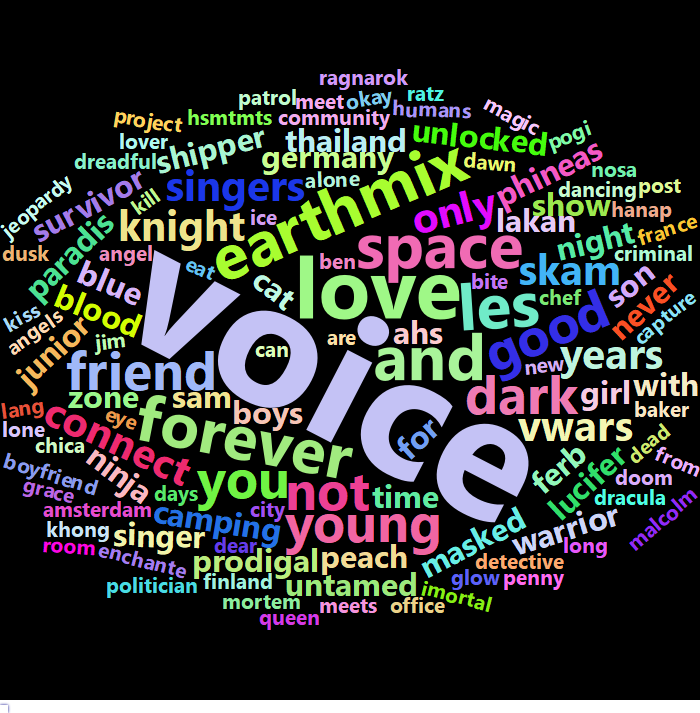 ragnarok
patrol
meet
okay
ratz
project
hsmtmts
community
humans
magic
lover
shipper
thailand
unlocked
pogi
dreadful
germany
dawn
phineas
nosa
jeopardy
survivor
kill
singers
alone
earthmix
only
dancing
post
knight
ice
lakan
show
hanap
paradis
dusk
angel
space
night
france
criminal
blue
eat
cat
ben
skam
son
voice
love
bite
les
chef
never
capture
kiss
angels
blood
jim
can
are
ahs
good
new
junior
friend
and
years
zone
sam
boys
dark
girl
with
lang
connect
eye
forever
for
vwars
baker
lone
chica
ninja
you
not
time
ferb
dead
from
boyfriend
grace
days
young
lucifer
doom
dracula
amsterdam
camping
city
masked
warrior
malcolm
khong
singer
dear
long
room
enchante
prodigal
peach
detective
politician
finland
untamed
glow
penny
mortem
meets
office
imortal
queen